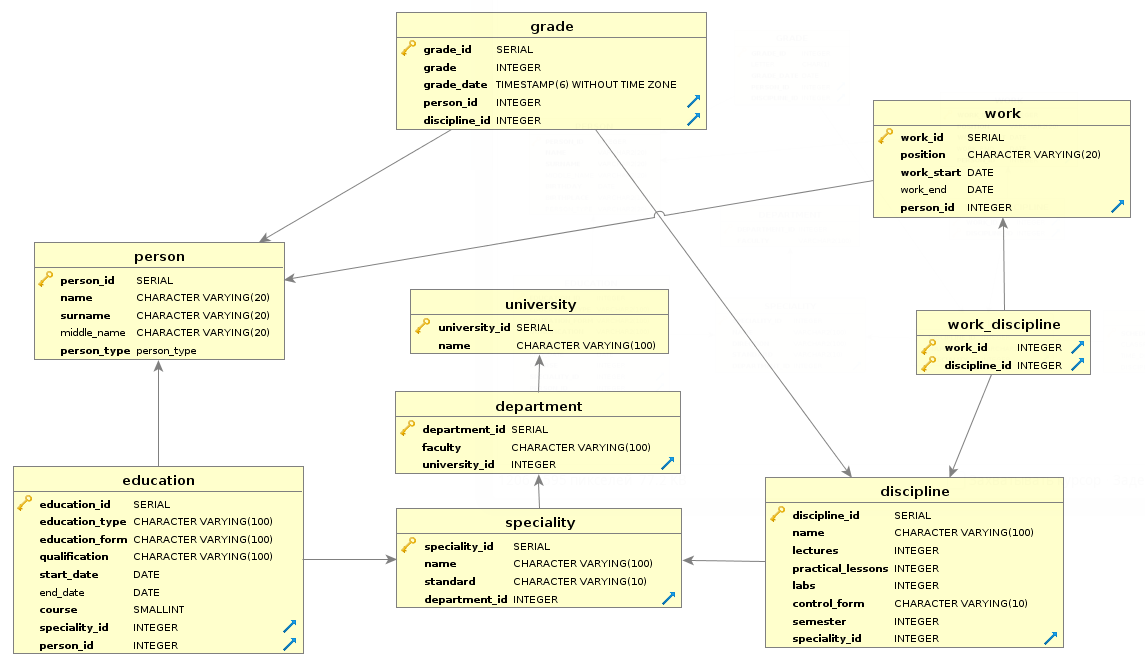 grade
grade_id SERIAL
grade INTEGER
grade_date TIMESTAMP(6) WITHOUT TIME ZONE
person_id INTEGER
discipline_id INTEGER
work
work_id SERIAL
position CHARACTER VARYING(20)
work_start DATE
work_end DATE
person_id INTEGER
person
person_id SERIAL
name CHARACTER VARYING(20)
surname CHARACTER VARYING(20)
middle_name CHARACTER VARYING(20)
person_type person_type
university
university_id SERIAL
name CHARACTER VARYING(100)
work_discipline
work_id INTEGER
discipline_id INTEGER
department
department_id SERIAL
faculty CHARACTER VARYING(100)
university_id INTEGER
education
education_id SERIAL
education_type CHARACTER VARYING(100)
education_form CHARACTER VARYING(100)
qualification CHARACTER VARYING(100)
start_date DATE
end_date DATE
course SMALLINT
speciality_id INTEGER
person_id INTEGER
speciality
speciality_id SERIAL
name CHARACTER VARYING(100)
standard CHARACTER VARYING(10)
department_id INTEGER
discipline
discipline_id SERIAL
name CHARACTER VARYING(100)
lectures INTEGER
practical_lessons INTEGER
labs INTEGER
control_form CHARACTER VARYING(10)
semester INTEGER
speciality_id INTEGER